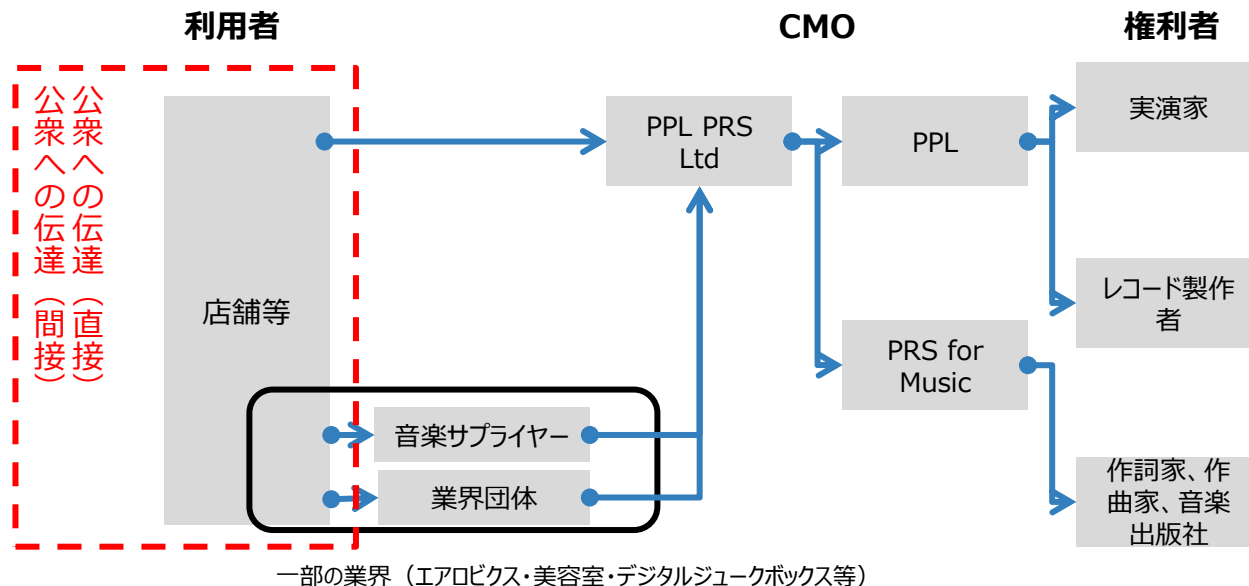 利用者
CMO
権利者
公衆への伝達（直接）
公衆への伝達（間接）
店舗等
PPL PRS
Ltd
PPL
実演家
レコード製作
者
PRS for
Music
音楽サプライヤー
業界団体
作詞家、作
曲家、音楽
出版社
一部の業界（エアロビクス・美容室・デジタルジュークボックス等）